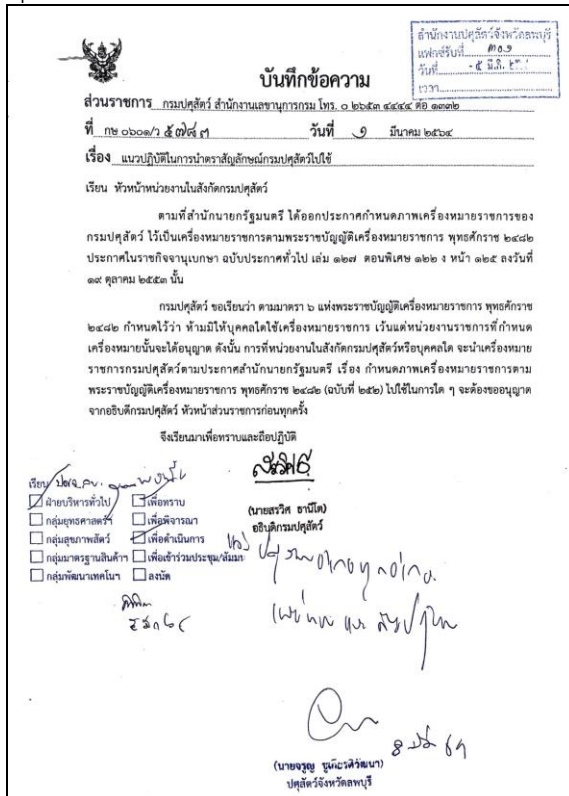 สำนักงานปศุสัตว์จังหวัดลพบุรี
แฟกซ์รับที่ ๓๐๑
วันที่ - ๕ มี.ค.
เวลา
บันทึกข้อความ
ส่วนราชการ กรมปศุสัตว์ สำนักงานเลขานุการกรม โทร. ๐ ๒๖๕๓ ๔๔๔๔ ต่อ ๑๑๓๒
ที่ กษ ๐๖๐๑/ว วันที่ ๑ มีนาคม ๒๕๖๔
เรื่อง แนวปฏิบัติในการนำตราสัญลักษณ์กรมปศุสัตว์ไปใช้
เรียน หัวหน้าหน่วยงานในสังกัดกรมปศุสัตว์
ตามที่สำนักนายกรัฐมนตรี ได้ออกประกาศกำหนดภาพเครื่องหมายราชการของ
กรมปศุสัตว์ ไว้เป็นเครื่องหมายราชการตามพระราชบัญญัติเครื่องหมายราชการ พุทธศักราช ๒๔๘๒
ประกาศในราชกิจจานุเบกษา ฉบับประกาศทั่วไป เล่ม ๑๒๗ ตอนพิเศษ ๑๒๒ ง หน้า ๑๒๕ ลงวันที่
๑๙ ตุลาคม ๒๕๕๓ นั้น
กรมปศุสัตว์ ขอเรียนว่า ตามมาตรา ๖ แห่งพระราชบัญญัติเครื่องหมายราชการ พุทธศักราช
๒๔๘๒ กำหนดไว้ว่า ห้ามมิให้บุคคลใดใช้เครื่องหมายราชการ เว้นแต่หน่วยงานราชการที่กำหนด
เครื่องหมายนั้นจะได้อนุญาต ดังนั้น การที่หน่วยงานในสังกัดกรมปศุสัตว์หรือบุคคลใด จะนำเครื่องหมาย
ราชการกรมปศุสัตว์ตามประกาศสำนักนายกรัฐมนตรี เรื่อง กำหนดภาพเครื่องหมายราชการตาม
พระราชบัญญัติเครื่องหมายราชการ พุทธศักราช ๒๔๘๒ (ฉบับที่ ๒๕๒) ไปใช้ในการใด ๆ จะต้องขออนุญาต
จากอธิบดีกรมปศุสัตว์ หัวหน้าส่วนราชการก่อนทุกครั้ง
จึงเรียนมาเพื่อทราบและถือปฏิบัติ
(นายสรวิศ ธานีโต)
อธิบดีกรมปศุสัตว์
เรียน
ฝ่ายบริหารทั่วไป เพื่อทราบ
กลุ่มยุทธศาสตร์ฯ เพื่อพิจารณา
กลุ่มสุขภาพสัตว์ เพื่อดำเนินการ
กลุ่มมาตรฐานสินค้าฯ เพื่อเข้าร่วมประชุม/สัมมนา
กลุ่มพัฒนาเทคโนฯ ลงนัด
(นายจรูญ ชูเกียรติวัฒนา)
ปศุสัตว์จังหวัดลพบุรี